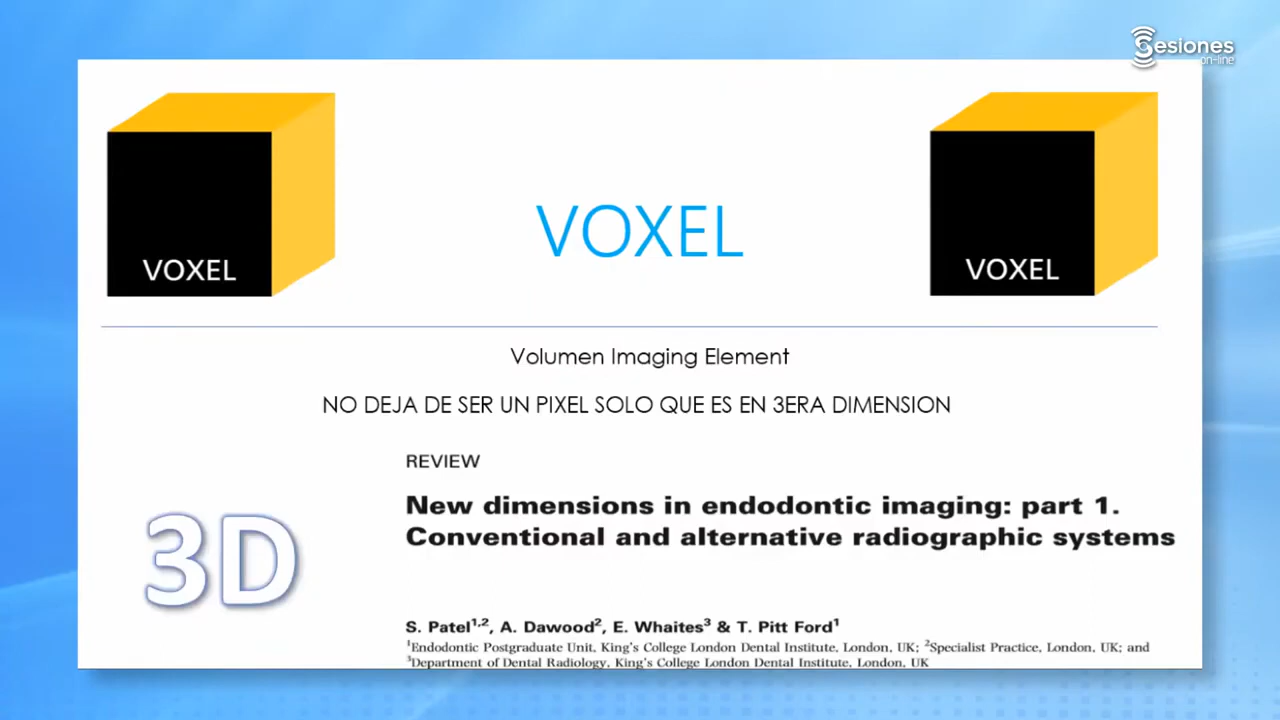 Sesiones
on-line
VOXEL
VOXEL
VOXEL
Volumen Imaging Element
NO DEJA DE SER UN PIXEL SOLO QUE ES EN 3ERA DIMENSION
REVIEW
New dimensions in endodontic imaging: part 1.
Conventional and alternative radiographic systems
3D
S. Patel1,2, A. Dawood2, E. Whaites3 & T. Pitt Ford1
1Endodontic Postgraduate Unit, King's College London Dental Institute, London, UK; 2Specialist Practice, London, UK; and
3Department of Dental Radiology, King's College London Dental Institute, London, UK